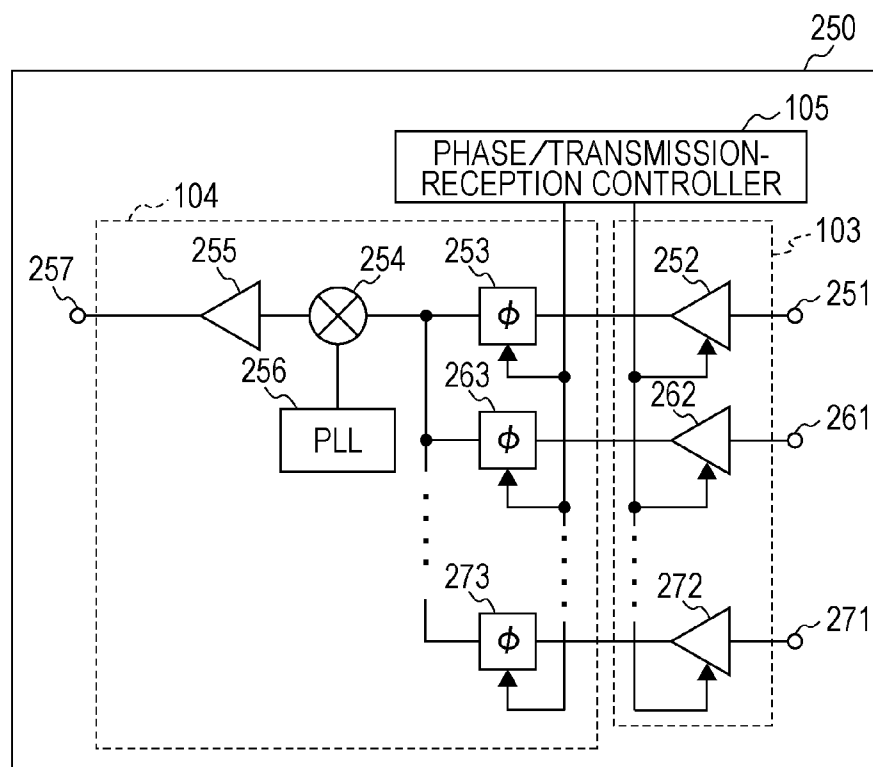 250
105
PHASE/TRANSMISSION-
RECEPTION CONTROLLER
104
103
257
255
254
253
252
251
ϕ
256
PLL
263
262
261
ϕ
273
272
271
ϕ